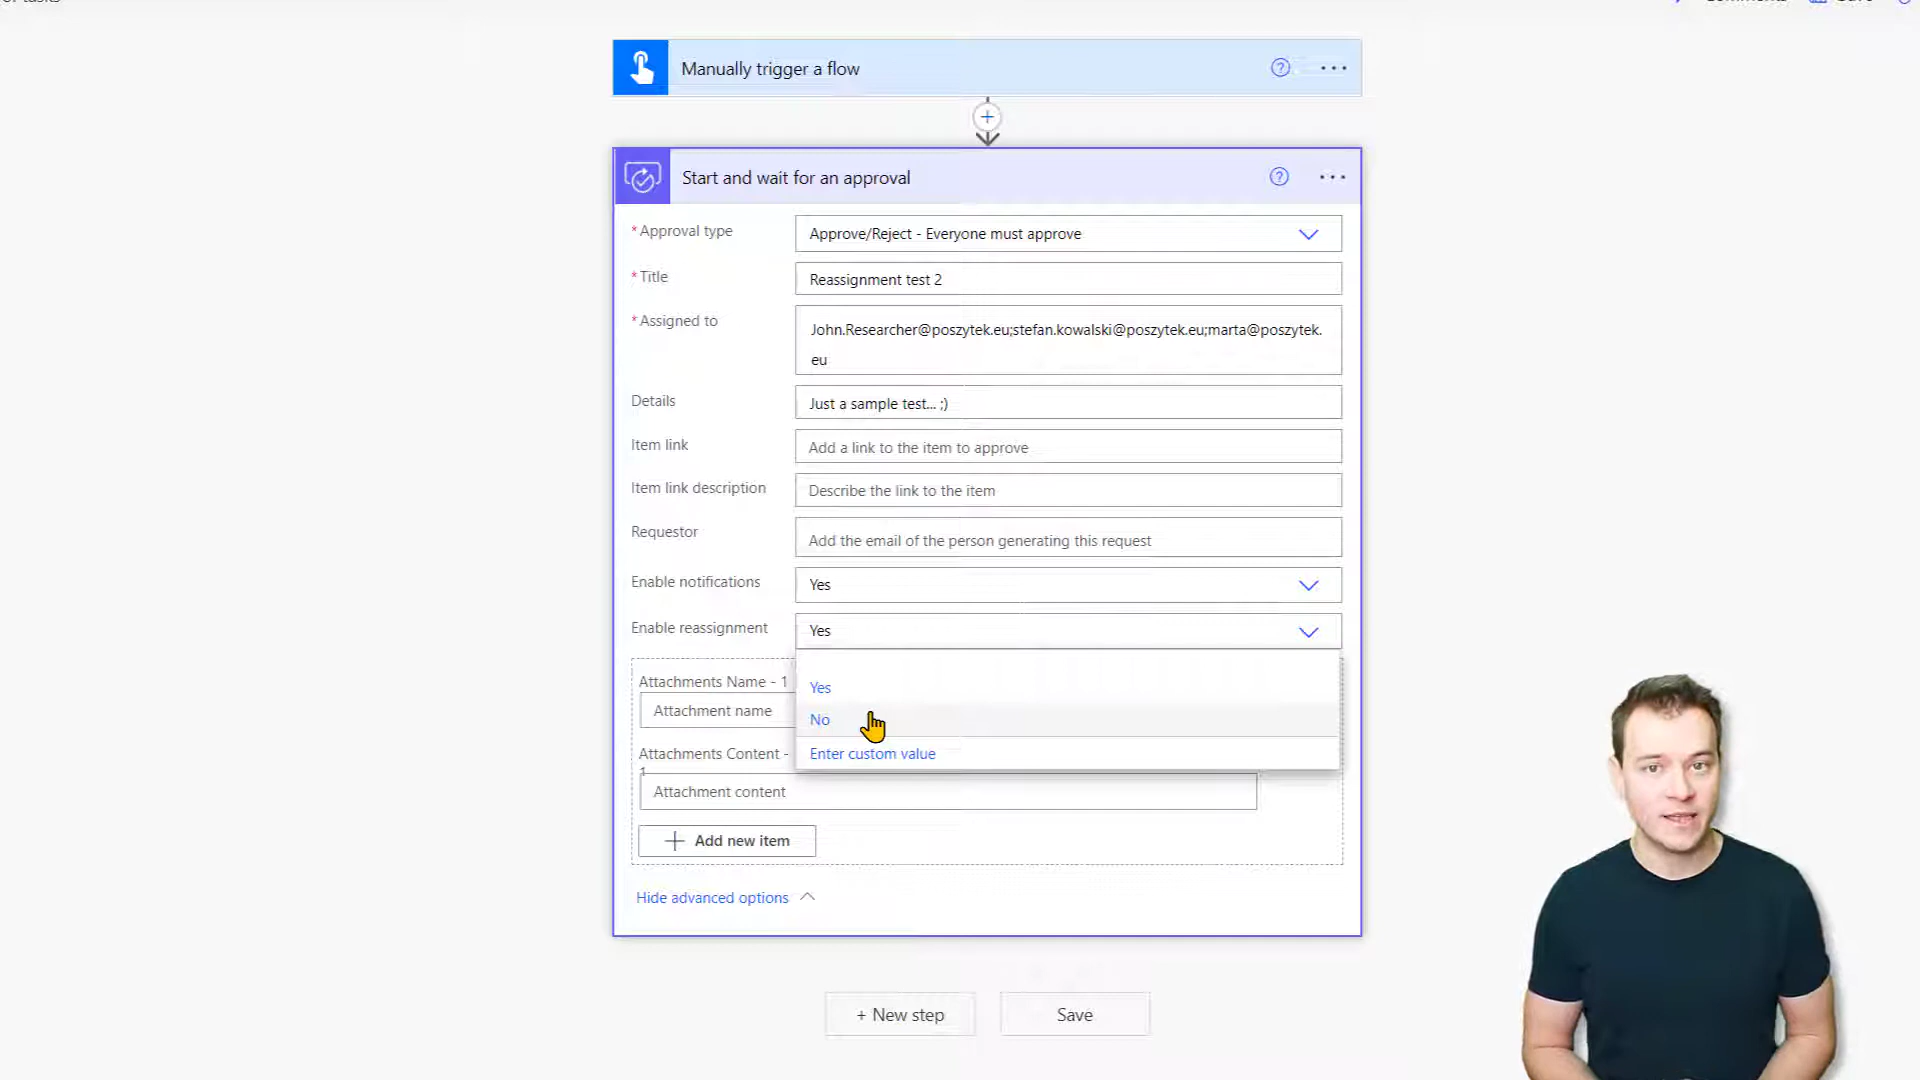 Manually trigger a flow
Start and wait for an approval
* Approval type
Approve/Reject - Everyone must approve
* Title
Reassignment test 2
* Assigned to
John.Researcher@poszytek.eu;stefan.kowalski@poszytek.eu;marta@poszytek.
eu
Details
Just a sample test... ;)
Item link
Add a link to the item to approve
Item link description
Describe the link to the item
Requestor
Add the email of the person generating this request
Enable notifications
Yes
Enable reassignment
Yes
Yes
No
Enter custom value
Attachments Name - 1
Attachment name
Attachments Content -
1
Attachment content
+ Add new item
Hide advanced options
+ New step
Save